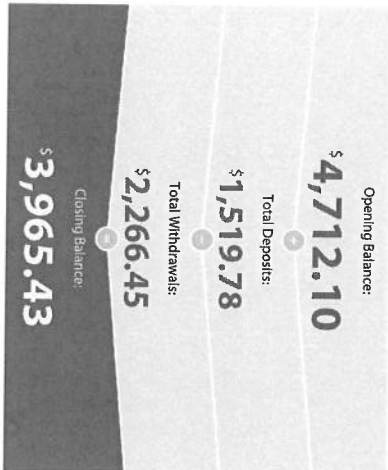 Opening Balance:
$4,712.10
+
Total Deposits:
$1,519.78
-
Total Withdrawals:
$2,266.45
=
Closing Balance:
$3,965.43